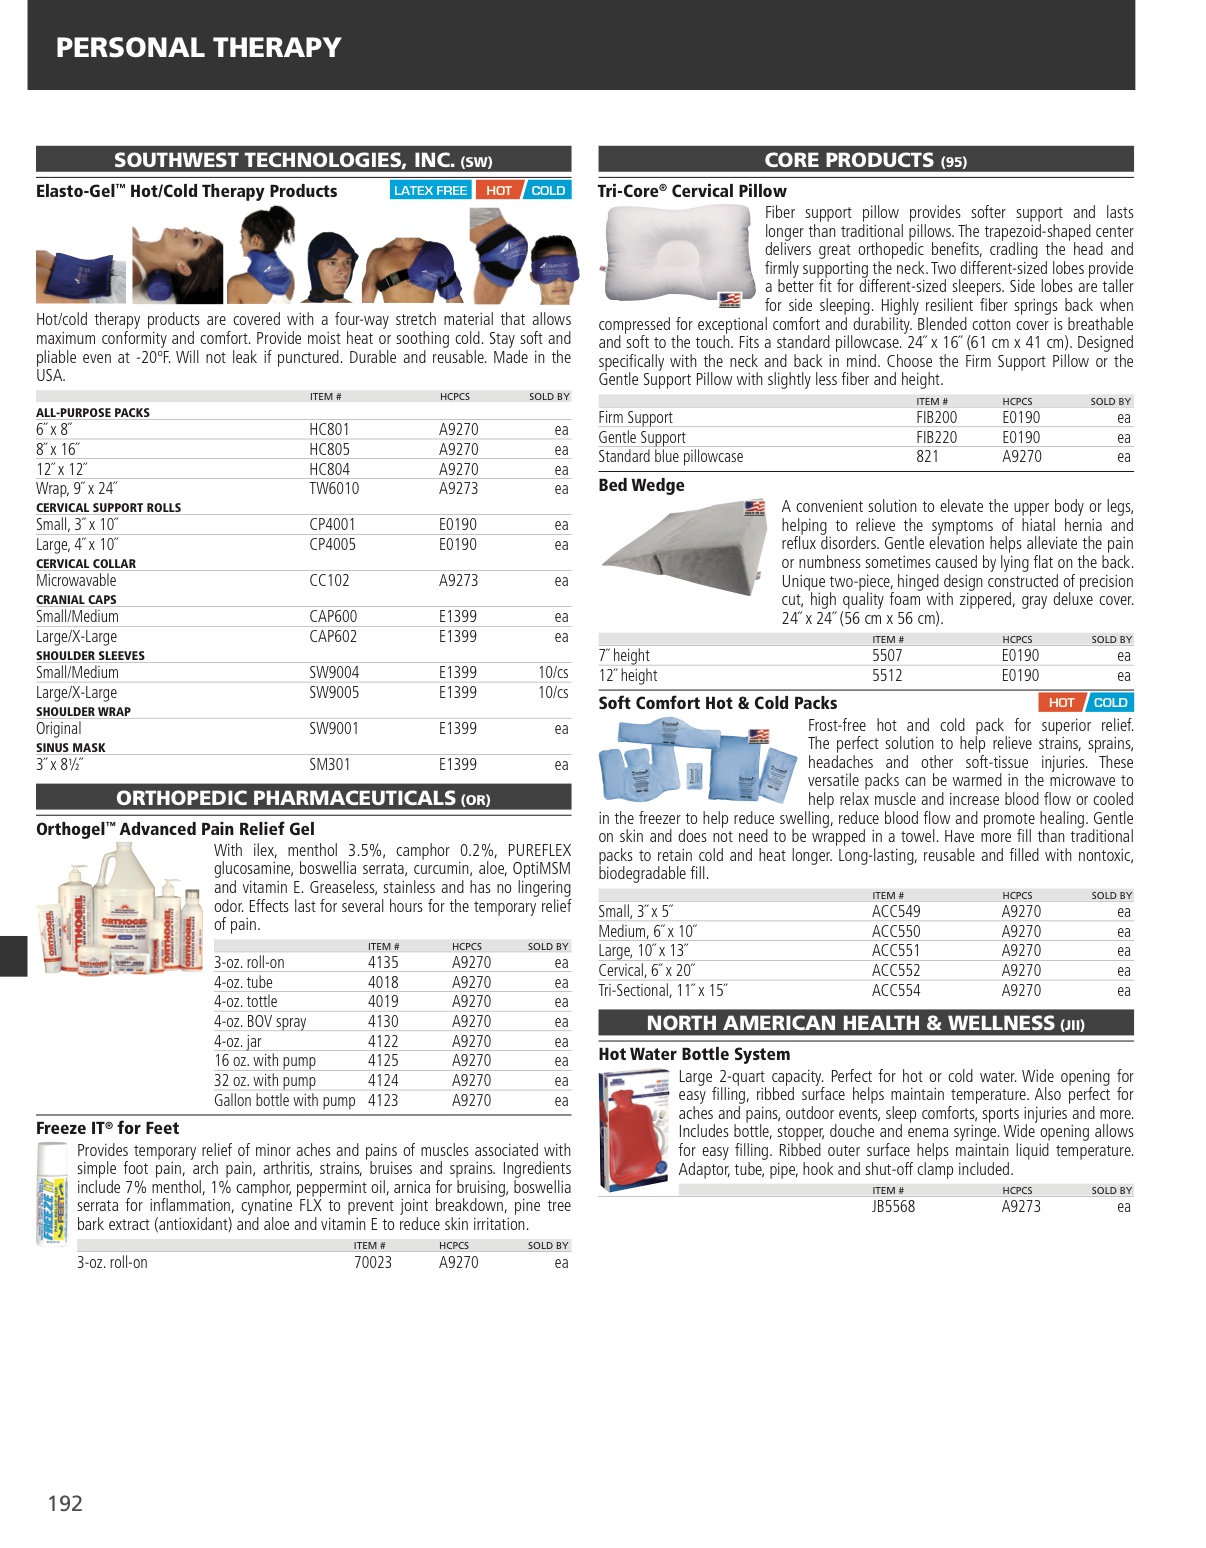 PERSONAL THERAPY
SOUTHWEST TECHNOLOGIES, INC. (SW)
Elasto-Gel™ Hot/Cold Therapy Products
LATEX FREE HOT COLD
Hot/cold therapy products are covered with a four-way stretch material that allows
maximum conformity and comfort. Provide moist heat or soothing cold. Stay soft and
pliable even at -20ºF. Will not leak if punctured. Durable and reusable. Made in the
USA.
ITEM # HCPCS SOLD BY
ALL-PURPOSE PACKS
6˝ x 8˝ HC801 A9270 ea
8˝ x 16˝ HC805 A9270 ea
12˝ x 12˝ HC804 A9270 ea
Wrap, 9˝ x 24˝ TW6010 A9273 ea
CERVICAL SUPPORT ROLLS
Small, 3˝ x 10˝ CP4001 E0190 ea
Large, 4˝ x 10˝ CP4005 E0190 ea
CERVICAL COLLAR
Microwavable CC102 A9273 ea
CRANIAL CAPS
Small/Medium CAP600 E1399 ea
Large/X-Large CAP602 E1399 ea
SHOULDER SLEEVES
Small/Medium SW9004 E1399 10/cs
Large/X-Large SW9005 E1399 10/cs
SHOULDER WRAP
Original SW9001 E1399 ea
SINUS MASK
3˝ x 8½˝ SM301 E1399 ea
ORTHOPEDIC PHARMACEUTICALS (OR)
Orthogel™ Advanced Pain Relief Gel
ORTHOGEL
With ilex, menthol 3.5%, camphor 0.2%, PUREFLEX
glucosamine, boswellia serrata, curcumin, aloe, OptiMSM
and vitamin E. Greaseless, stainless and has no lingering
odor. Effects last for several hours for the temporary relief
of pain.
ITEM # HCPCS SOLD BY
3-oz. roll-on 4135 A9270 ea
4-oz. tube 4018 A9270 ea
4-oz. tottle 4019 A9270 ea
4-oz. BOV spray 4130 A9270 ea
4-oz. jar 4122 A9270 ea
16 oz. with pump 4125 A9270 ea
32 oz. with pump 4124 A9270 ea
Gallon bottle with pump 4123 A9270 ea
Freeze IT® for Feet
FREEZE iT
FEET
Provides temporary relief of minor aches and pains of muscles associated with
simple foot pain, arch pain, arthritis, strains, bruises and sprains. Ingredients
include 7% menthol, 1% camphor, peppermint oil, arnica for bruising, boswellia
serrata for inflammation, cynatine FLX to prevent joint breakdown, pine tree
bark extract (antioxidant) and aloe and vitamin E to reduce skin irritation.
ITEM # HCPCS SOLD BY
3-oz. roll-on 70023 A9270 ea
CORE PRODUCTS (95)
Tri-Core® Cervical Pillow
Fiber support pillow provides softer support and lasts
longer than traditional pillows. The trapezoid-shaped center
delivers great orthopedic benefits, cradling the head and
firmly supporting the neck. Two different-sized lobes provide
a better fit for different-sized sleepers. Side lobes are taller
for side sleeping. Highly resilient fiber springs back when
compressed for exceptional comfort and durability. Blended cotton cover is breathable
and soft to the touch. Fits a standard pillowcase. 24˝ x 16˝ (61 cm x 41 cm). Designed
specifically with the neck and back in mind. Choose the Firm Support Pillow or the
Gentle Support Pillow with slightly less fiber and height.
ITEM # HCPCS SOLD BY
Firm Support FIB200 E0190 ea
Gentle Support FIB220 E0190 ea
Standard blue pillowcase 821 A9270 ea
Bed Wedge
A convenient solution to elevate the upper body or legs,
helping to relieve the symptoms of hiatal hernia and
reflux disorders. Gentle elevation helps alleviate the pain
or numbness sometimes caused by lying flat on the back.
Unique two-piece, hinged design constructed of precision
cut, high quality foam with zippered, gray deluxe cover.
24˝ x 24˝ (56 cm x 56 cm).
ITEM # HCPCS SOLD BY
7˝ height 5507 E0190 ea
12˝ height 5512 E0190 ea
Soft Comfort Hot & Cold Packs
HOT COLD
Frost-free hot and cold pack for superior relief.
The perfect solution to help relieve strains, sprains,
headaches and other soft-tissue injuries. These
versatile packs can be warmed in the microwave to
help relax muscle and increase blood flow or cooled
in the freezer to help reduce swelling, reduce blood flow and promote healing. Gentle
on skin and does not need to be wrapped in a towel. Have more fill than traditional
packs to retain cold and heat longer. Long-lasting, reusable and filled with nontoxic,
biodegradable fill.
ITEM # HCPCS SOLD BY
Small, 3˝ x 5˝ ACC549 A9270 ea
Medium, 6˝ x 10˝ ACC550 A9270 ea
Large, 10˝ x 13˝ ACC551 A9270 ea
Cervical, 6˝ x 20˝ ACC552 A9270 ea
Tri-Sectional, 11˝ x 15˝ ACC554 A9270 ea
NORTH AMERICAN HEALTH & WELLNESS (JII)
Hot Water Bottle System
Large 2-quart capacity. Perfect for hot or cold water. Wide opening for
easy filling, ribbed surface helps maintain temperature. Also perfect for
aches and pains, outdoor events, sleep comforts, sports injuries and more.
Includes bottle, stopper, douche and enema syringe. Wide opening allows
for easy filling. Ribbed outer surface helps maintain liquid temperature.
Adaptor, tube, pipe, hook and shut-off clamp included.
ITEM # HCPCS SOLD BY
JB5568 A9273 ea
192